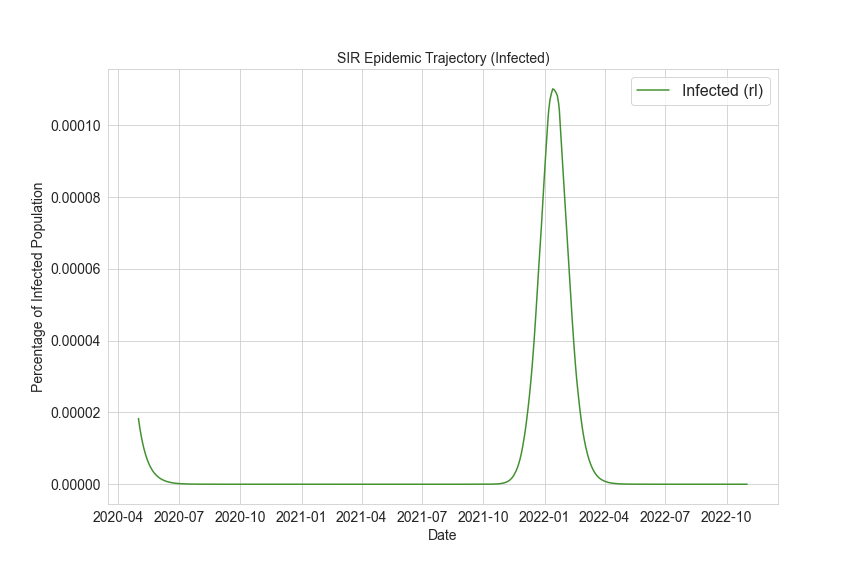 SIR Epidemic Trajectory (Infected)
Infected (rI)
Percentage of Infected Population
0.00010
0.00008
0.00006
0.00004
0.00002
0.00000
2020-04 2020-07 2020-10 2021-01 2021-04 2021-07 2021-10 2022-01 2022-04 2022-07 2022-10
Date